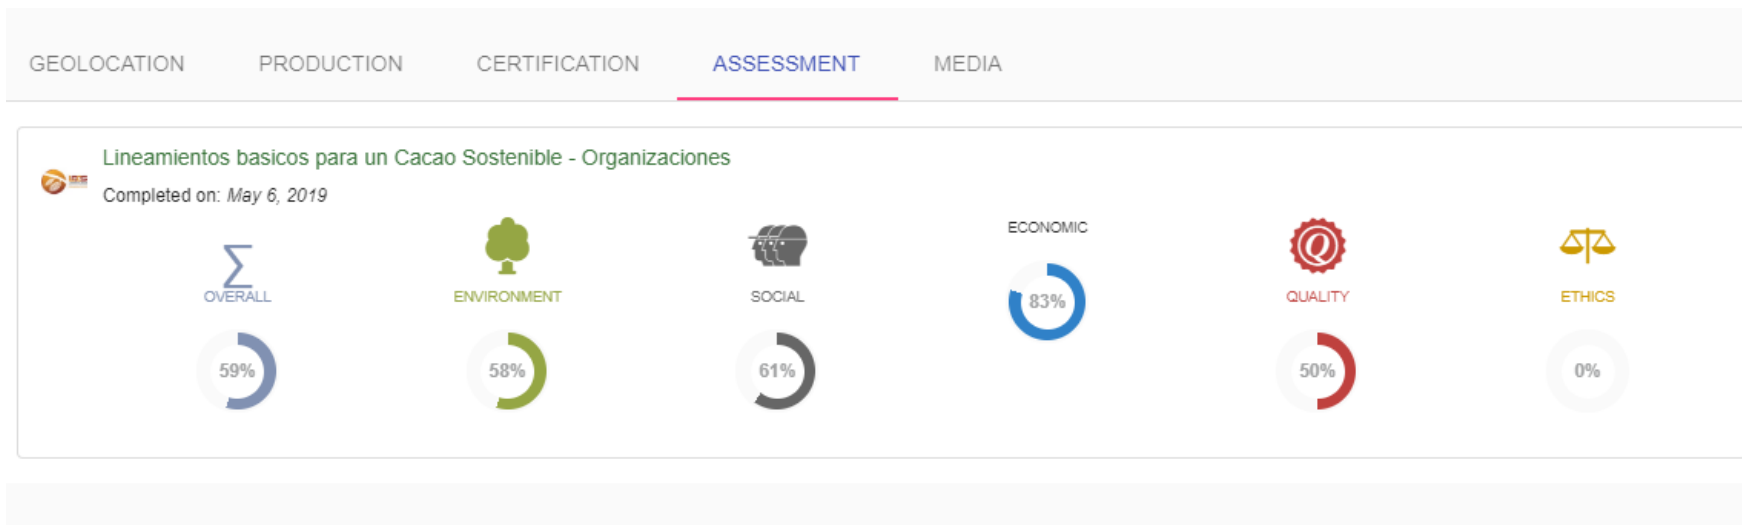 GEOLOCATION PRODUCTION CERTIFICATION ASSESSMENT MEDIA
Lineamientos basicos para un Cacao Sostenible - Organizaciones
Completed on: May 6, 2019
OVERALL
59%
ENVIRONMENT
58%
SOCIAL
61%
ECONOMIC
83%
Q
QUALITY
50%
ETHICS
0%